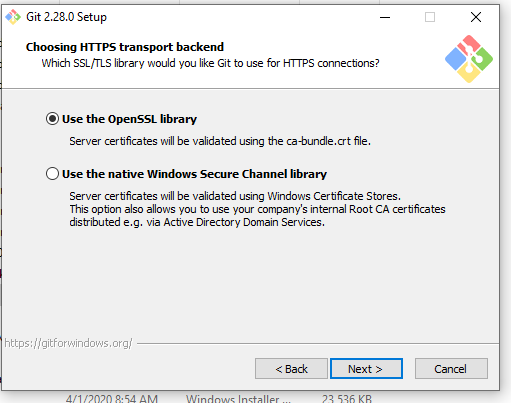 Git 2.28.0 Setup
Choosing HTTPS transport backend
Which SSL/TLS library would you like Git to use for HTTPS connections?
Use the OpenSSL library
Server certificates will be validated using the ca-bundle.crt file.
Use the native Windows Secure Channel library
Server certificates will be validated using Windows Certificate Stores.
This option also allows you to use your company's internal Root CA certificates
distributed e.g. via Active Directory Domain Services.
https://gitforwindows.org/
< Back Next > Cancel
4/1/2020 8:54 AM Windows Installer ... 23,536 KB